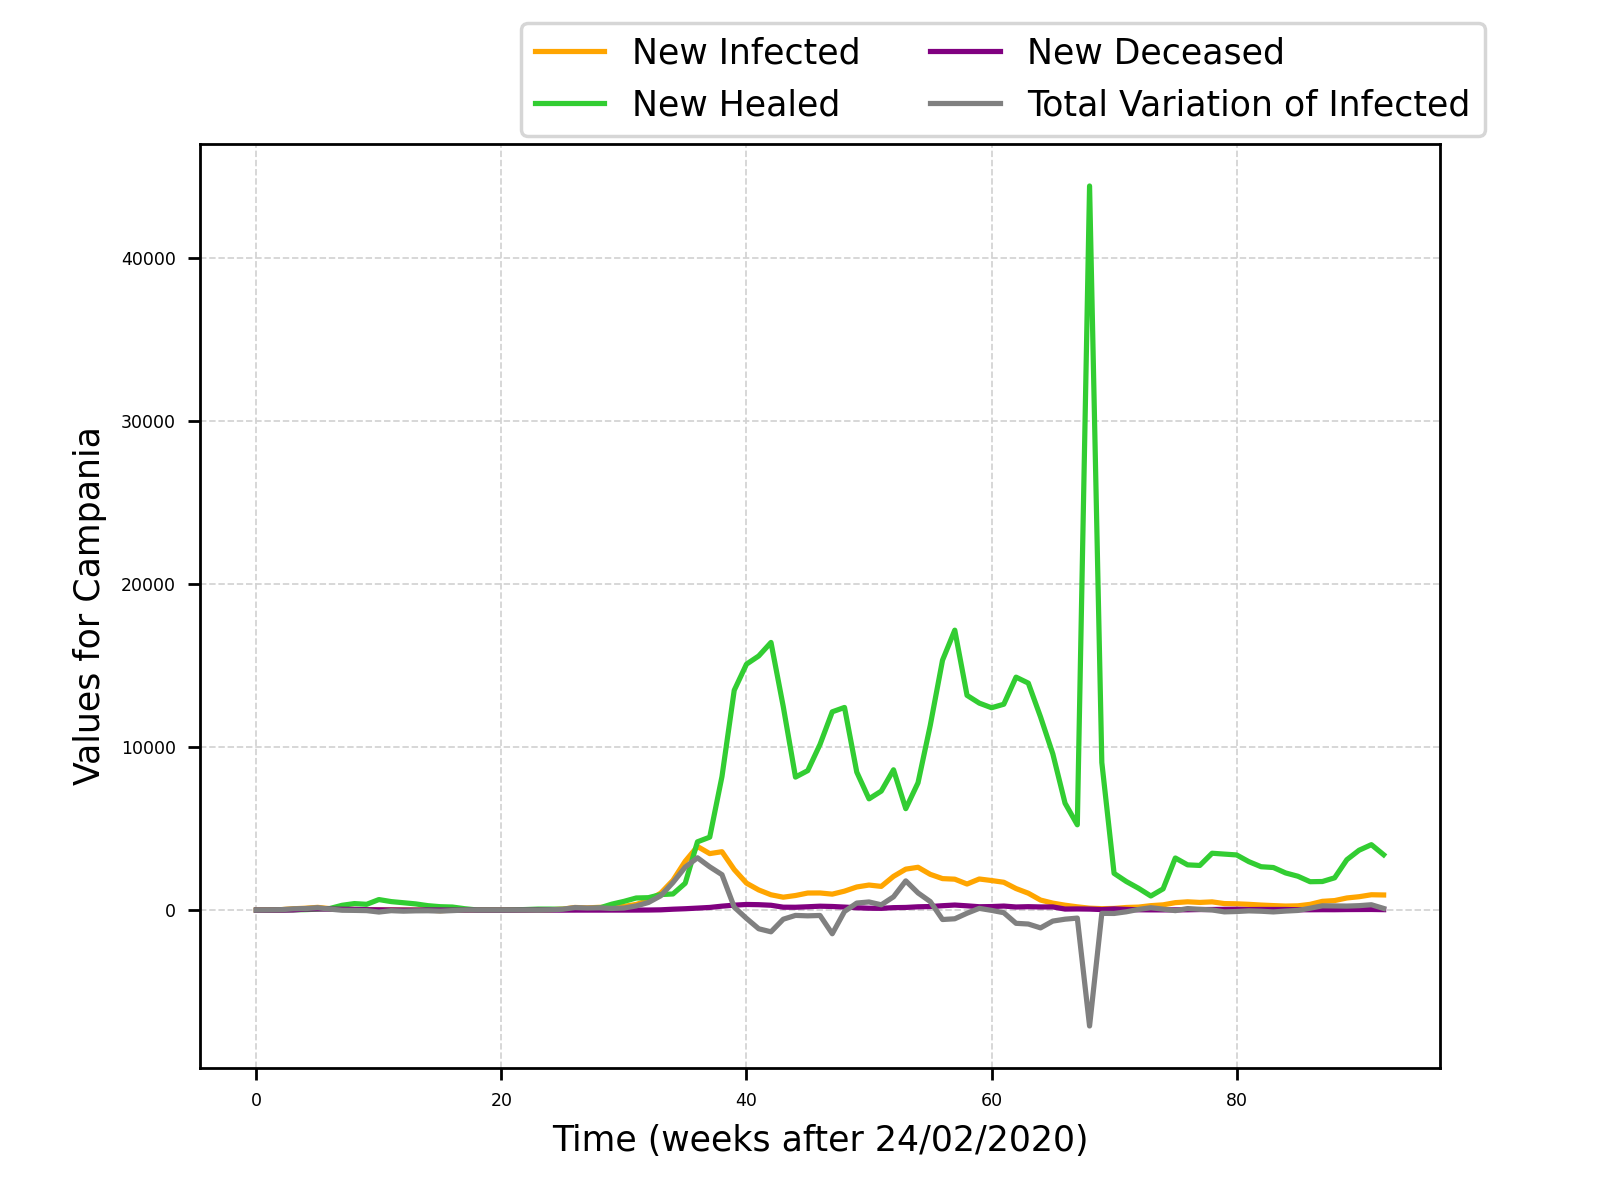 New Infected
New Healed
New Deceased
Total Variation of Infected
Values for Campania
40000
30000
20000
10000
0
0 20 40 60 80
Time (weeks after 24/02/2020)